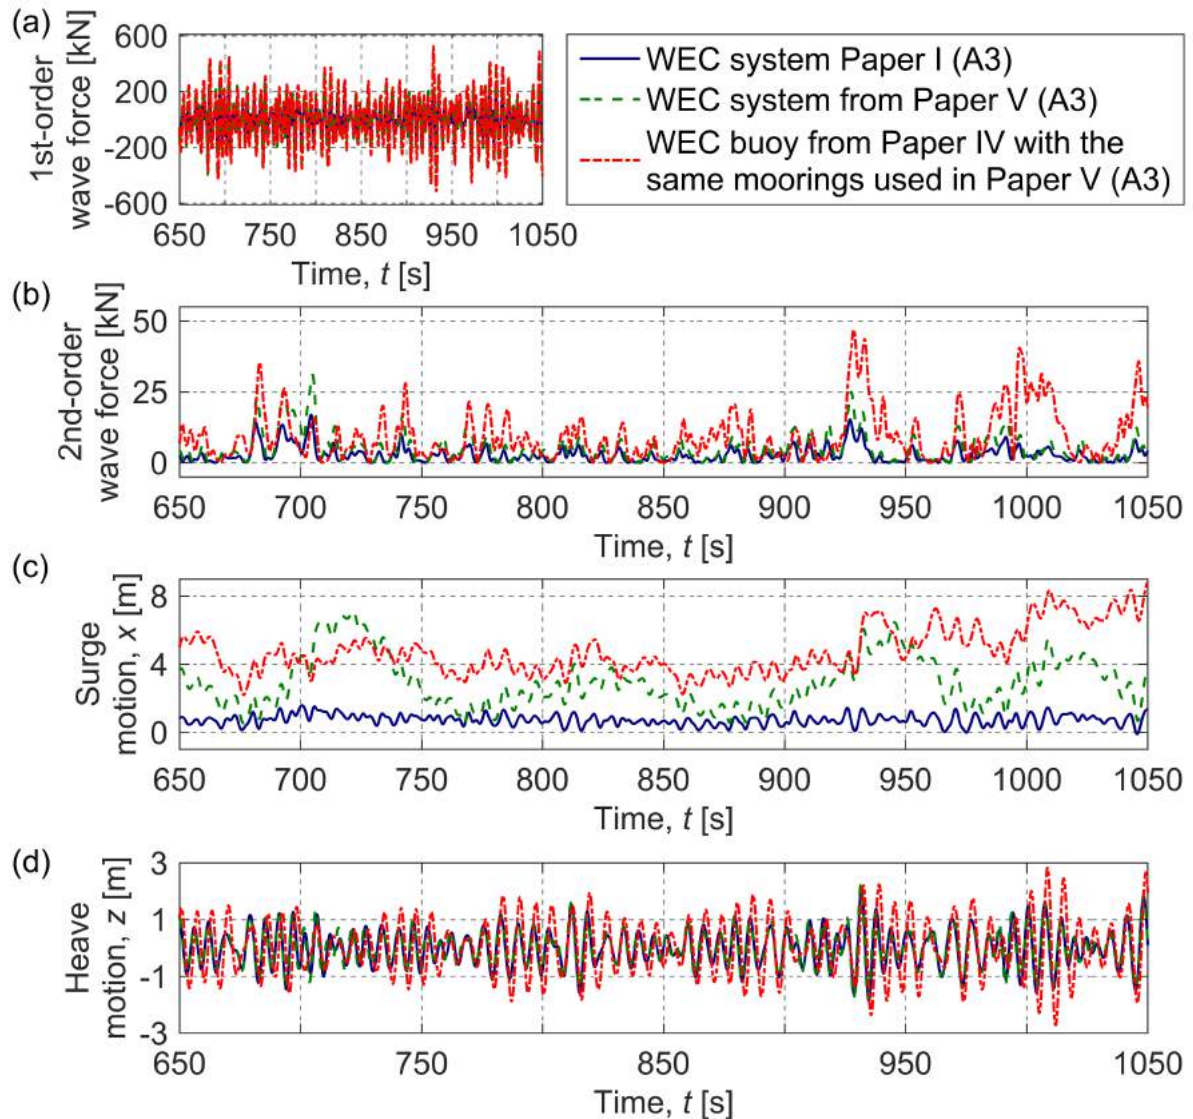 (a)
1st-order
wave force [kN]
600
200
-200
-600
650 750 850 950 1050
Time, t [s]
WEC system Paper I (A3)
WEC system from Paper V (A3)
WEC buoy from Paper IV with the
same moorings used in Paper V (A3)
(b)
2nd-order
wave force [kN]
50
25
0
650 700 750 800 850 900 950 1000 1050
Time, t [s]
(c)
Surge
motion, x [m]
8
4
0
650 700 750 800 850 900 950 1000 1050
Time, t [s]
(d)
Heave
motion, z [m]
3
1
-1
-3
650 750 850 950 1050
Time, t [s]